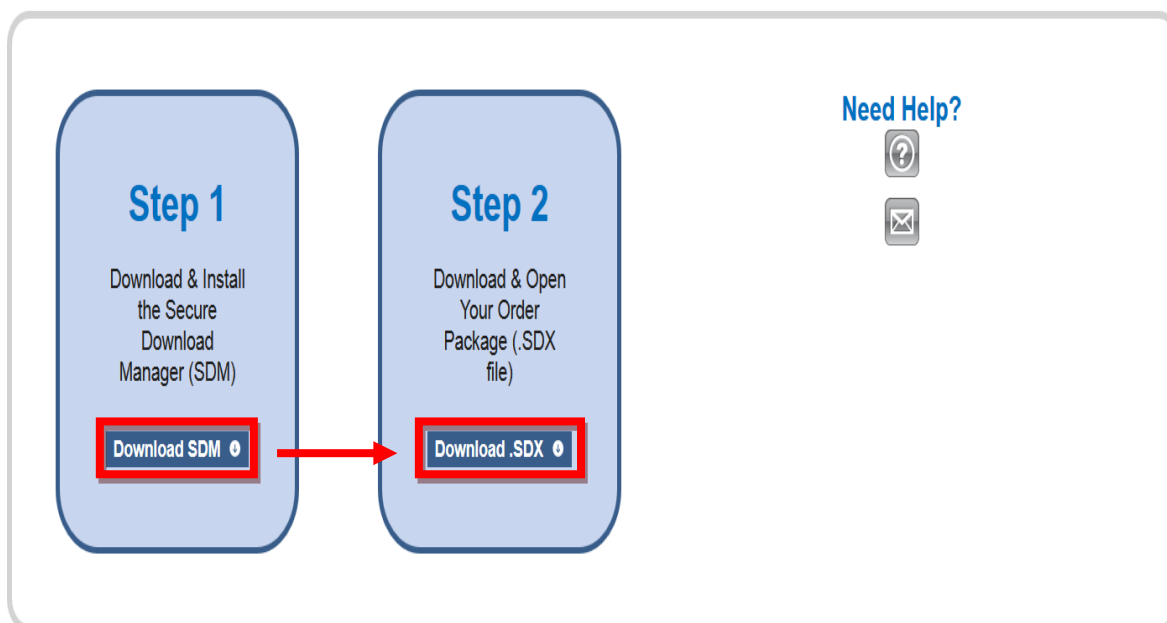 Step 1
Download & Install
the Secure
Download
Manager (SDM)
Download SDM
Step 2
Download & Open
Your Order
Package (.SDX
file)
Download .SDX
Need Help?
?